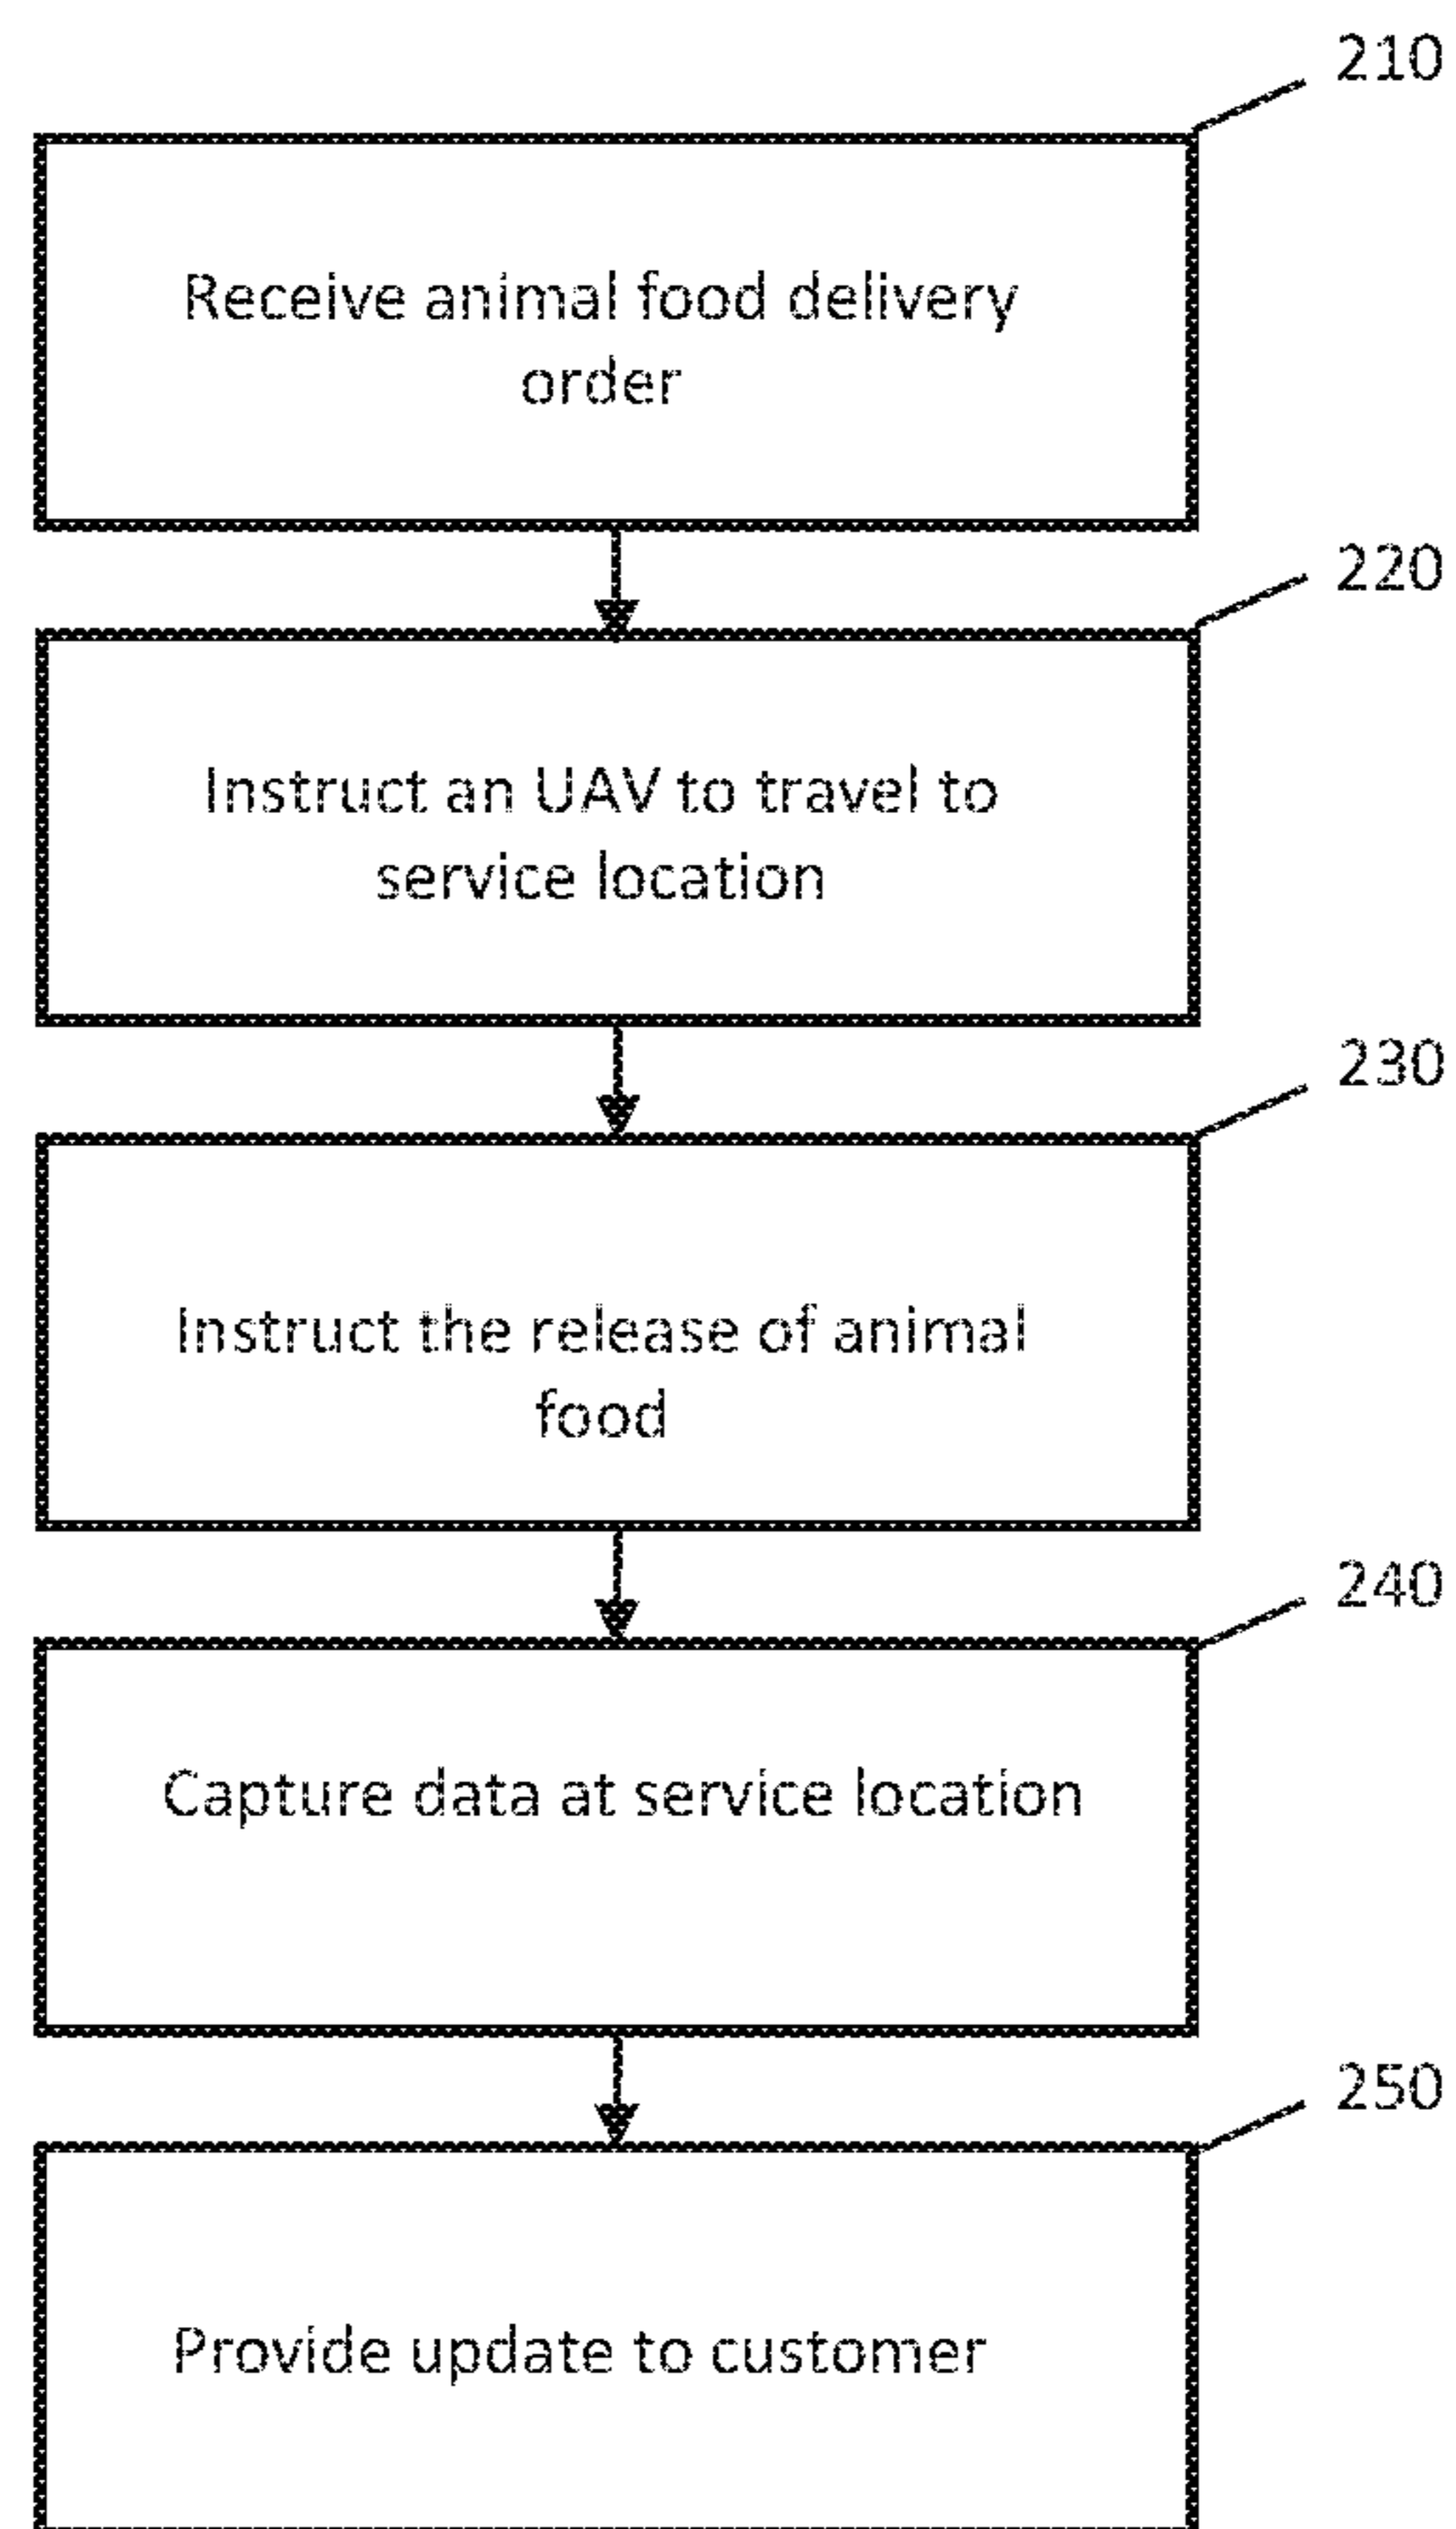 210
Receive animal food delivery
order
220
Instruct an UAV to travel to
service location
230
Instruct the release of animal
food
240
Capture data at service location
250
Provide update to customer